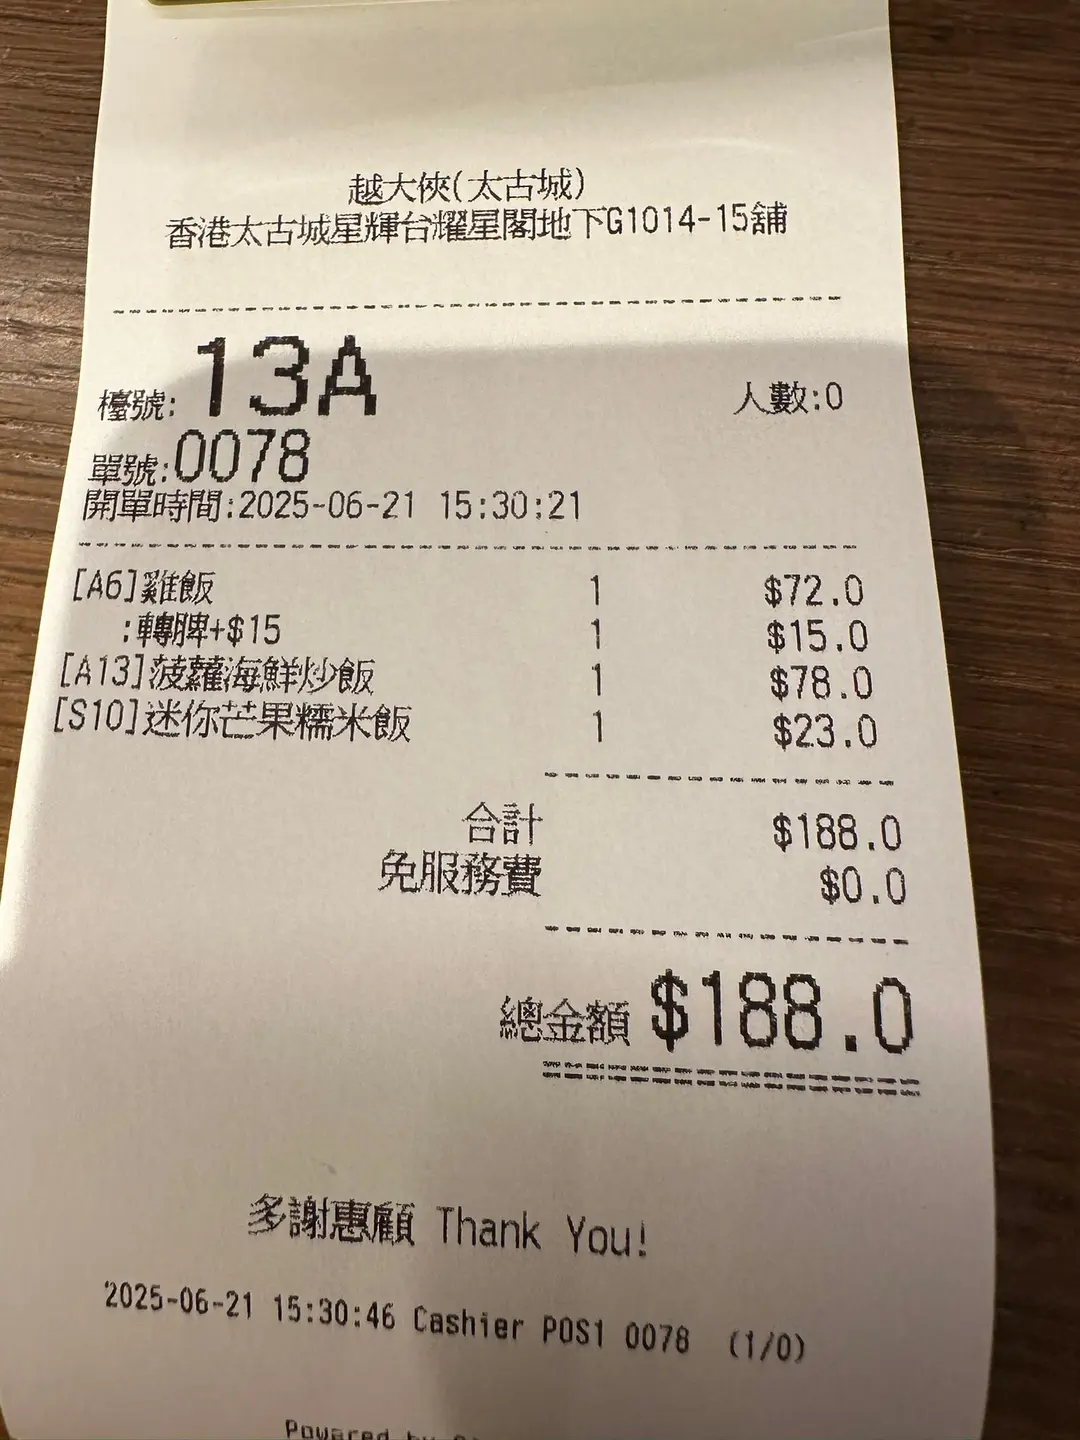 越大俠(太古城)
香港太古城星輝台耀星閣地下G1014-15舖
檯號:13A 人數:0
單號:0078
開單時間:2025-06-21 15:30:21
[A6]雞飯 1 $72.0
:轉髀+$15 1 $15.0
[A13]菠蘿海鮮炒飯 1 $78.0
[S10]迷你芒果糯米飯 1 $23.0
合計 $188.0
免服務費 $0.0
總金額 $188.0
多謝惠顧 Thank You!
2025-06-21 15:30:46 Cashier POS1 0078 (1/0)
Powered by